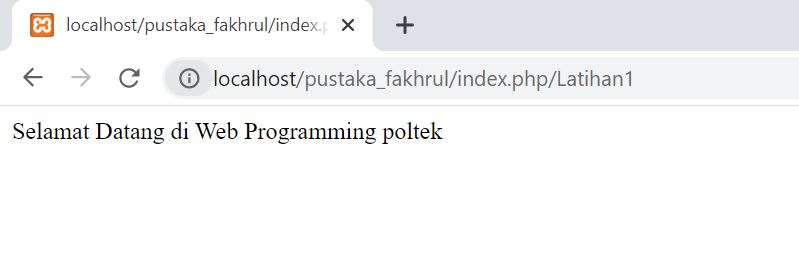 localhost/pustaka_fakhrul/index.p
localhost/pustaka_fakhrul/index.php/Latihan1
Selamat Datang di Web Programming poltek